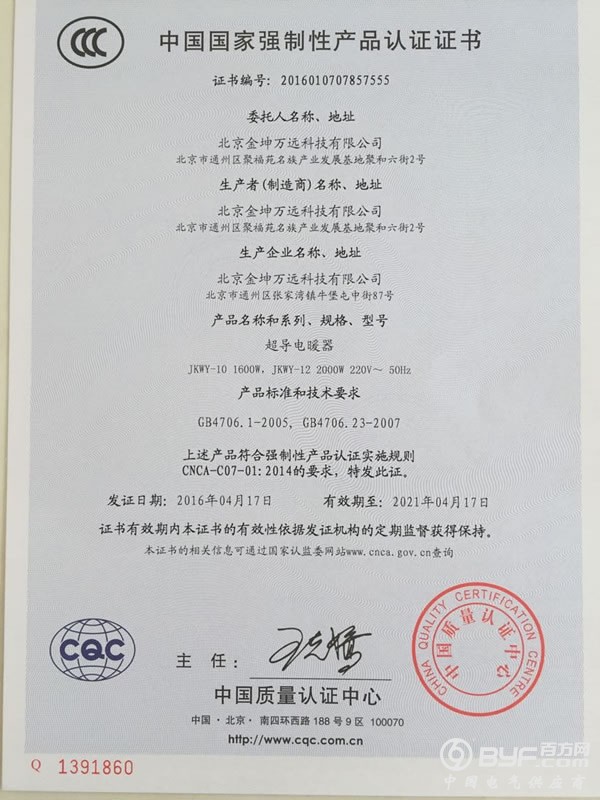 CCC
中国国家强制性产品认证证书
证书编号: 2016010707857555
委托人名称、地址
北京金坤万远科技有限公司
北京市通州区聚福苑名族产业发展基地聚和六街2号
生产者(制造商)名称、地址
北京金坤万远科技有限公司
北京市通州区聚福苑名族产业发展基地聚和六街2号
生产企业名称、地址
北京金坤万远科技有限公司
北京市通州区张家湾镇牛堡屯中街87号
产品名称和系列、规格、型号
超导电暖器
JKWY-10 1600W, JKWY-12 2000W 220V～ 50Hz
产品标准和技术要求
GB4706.1-2005, GB4706.23-2007
上述产品符合强制性产品认证实施规则
CNCA-C07-01:2014的要求，特发此证。
发证日期: 2016年04月17日 有效期至: 2021年04月17日
证书有效期内本证书的有效性依据发证机构的定期监督获得保持。
本证书的相关信息可通过国家认监委网站www.cnca.gov.cn查询
CHINA QUALITY CERTIFICATION CENTRE
中国质量认证中心
CQC
主任:
中国质量认证中心
中国·北京·南四环西路188号9区 100070
http://www.cqc.com.cn
Q 1391860
BYF.百方网
中国电气供应商